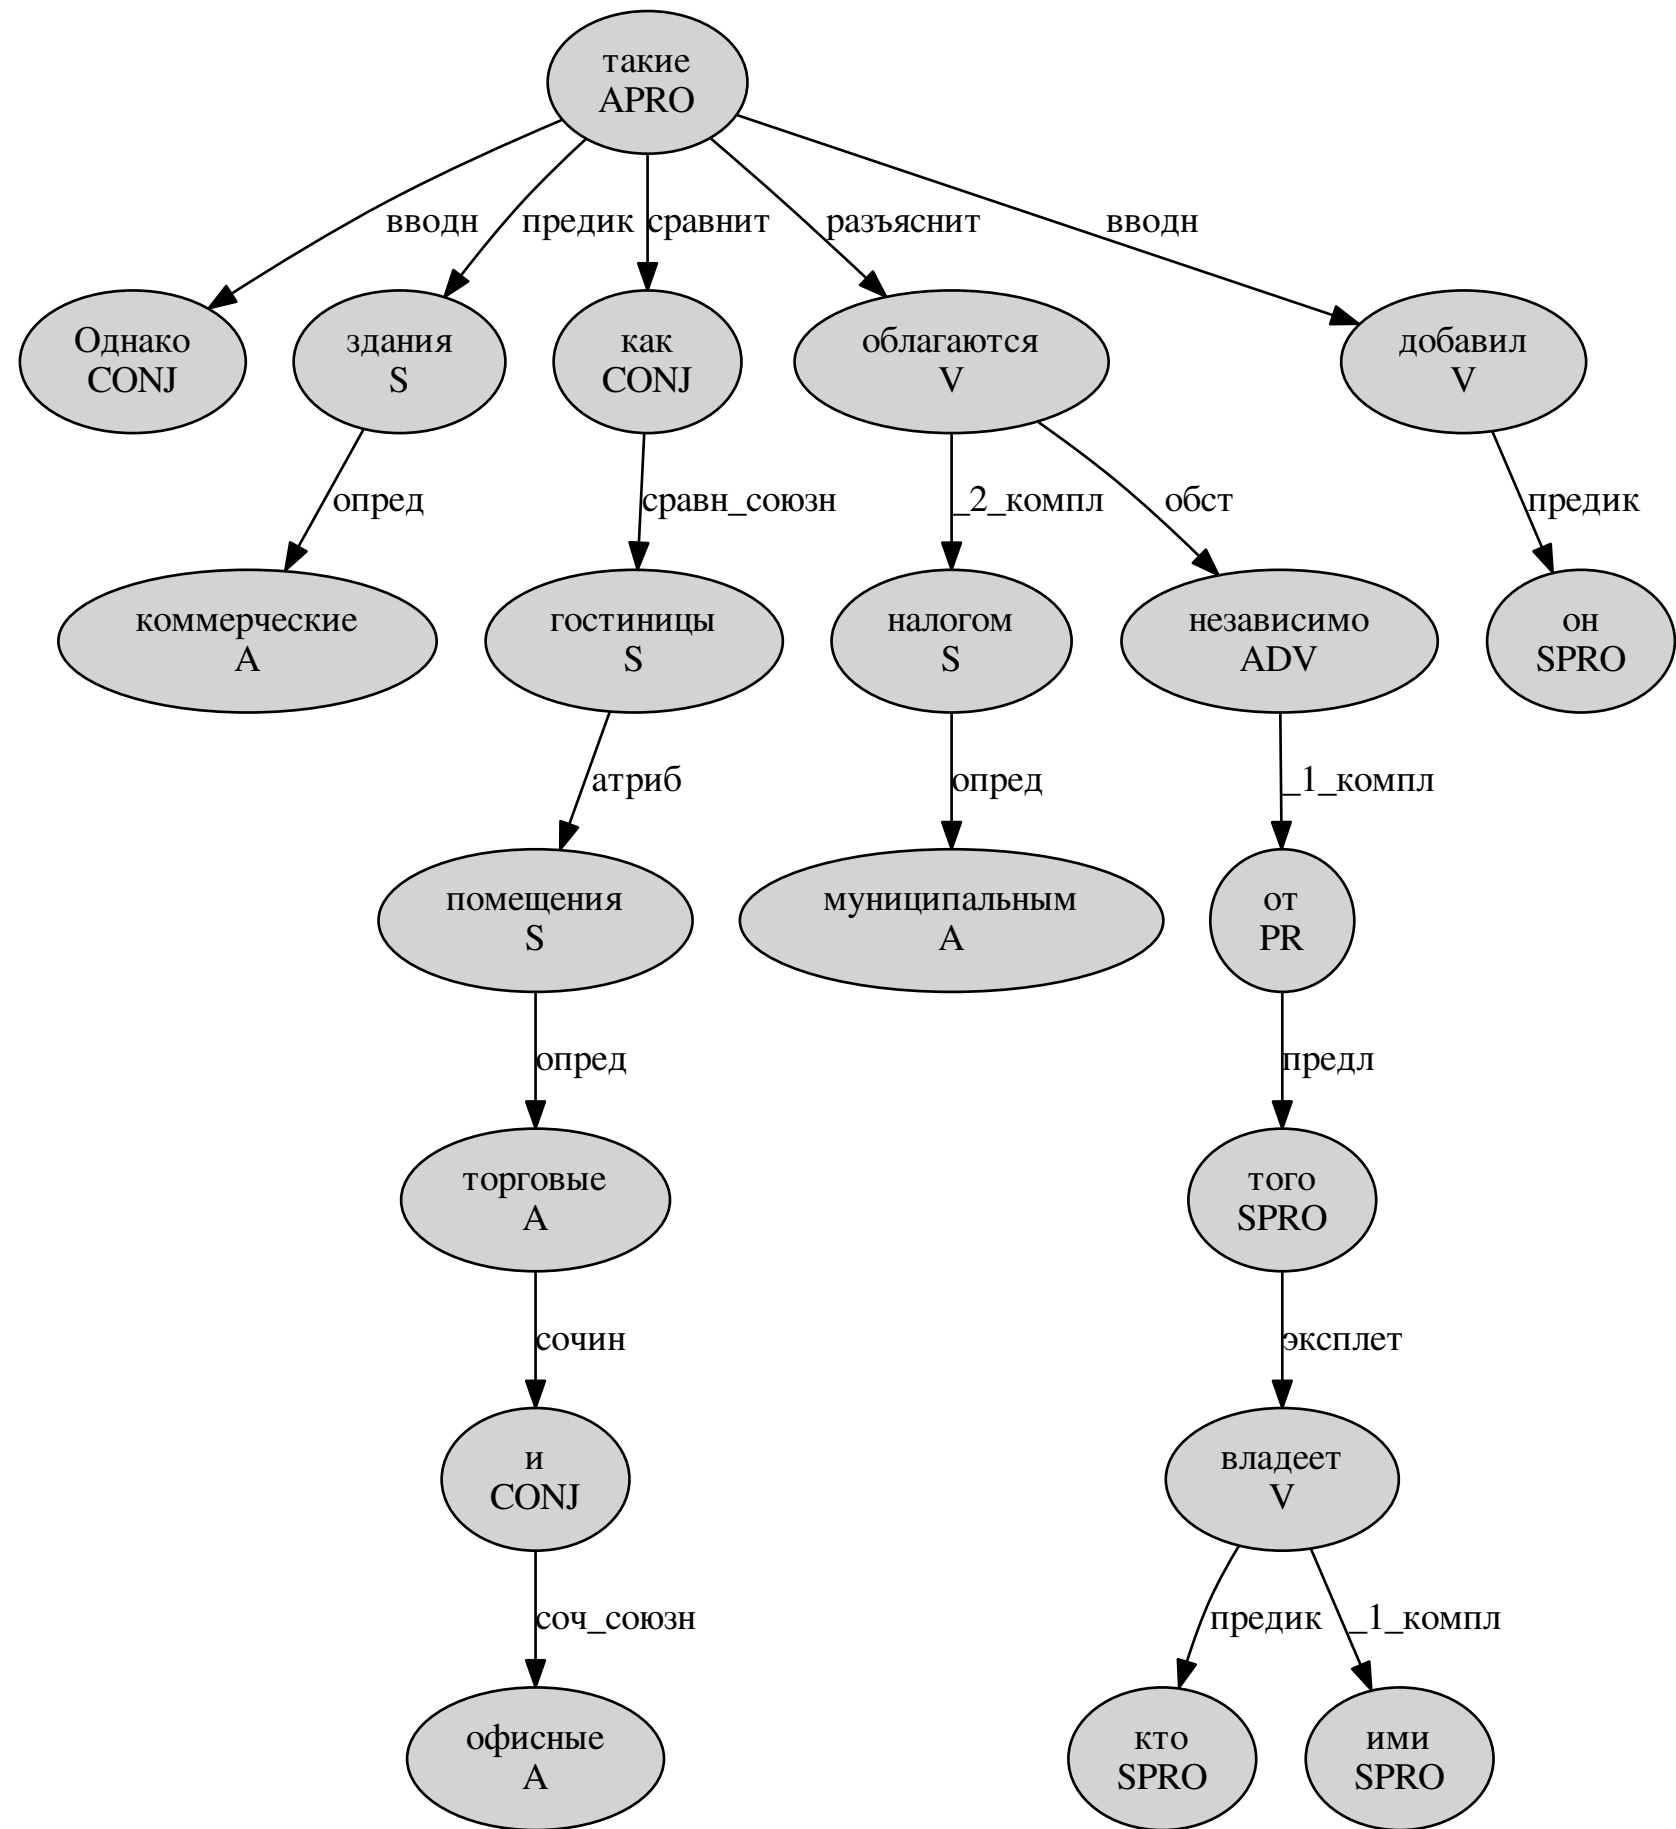 такие
APRO
вводн
предик
сравнит
разъяснит
вводн
Однако
CONJ
здания
S
как
CONJ
облагаются
V
добавил
V
опред
сравн_союзн
_2_компл
обст
предик
коммерческие
A
гостиницы
S
налогом
S
независимо
ADV
он
SPRO
атриб
опред
_1_компл
помещения
S
муниципальным
A
от
PR
опред
предл
торговые
A
того
SPRO
сочин
эксплет
и
CONJ
владеет
V
соч_союзн
предик
_1_компл
офисные
A
кто
SPRO
ими
SPRO